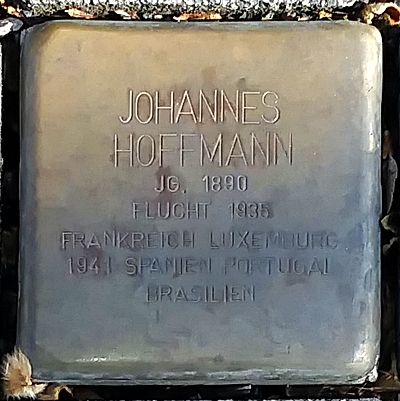 JOHANNES
HOFFMANN
JG. 1890
FLUCHT 1935
FRANKREICH LUXEMBURG
1941 SPANIEN PORTUGAL
BRASILIEN